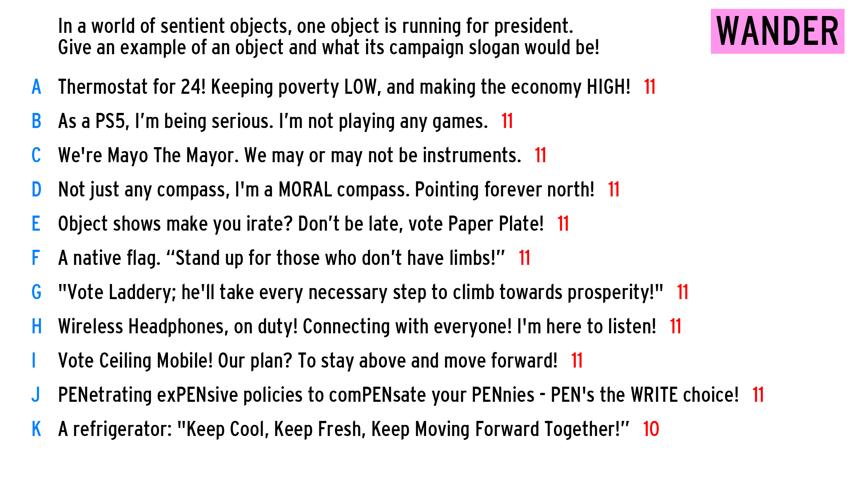 In a world of sentient objects, one object is running for president.
Give an example of an object and what its campaign slogan would be!
WANDER
A Thermostat for 24! Keeping poverty LOW, and making the economy HIGH! 11
B As a PS5, I'm being serious. I'm not playing any games. 11
C We're Mayo The Mayor. We may or may not be instruments. 11
D Not just any compass, I'm a MORAL compass. Pointing forever north! 11
E Object shows make you irate? Don't be late, vote Paper Plate! 11
F A native flag. “Stand up for those who don't have limbs!” 11
G "Vote Laddery; he'll take every necessary step to climb towards prosperity!" 11
H Wireless Headphones, on duty! Connecting with everyone! I'm here to listen! 11
I Vote Ceiling Mobile! Our plan? To stay above and move forward! 11
J PENetrating exPENsive policies to comPENsate your PENnies - PEN's the WRITE choice! 11
K A refrigerator: "Keep Cool, Keep Fresh, Keep Moving Forward Together!” 10